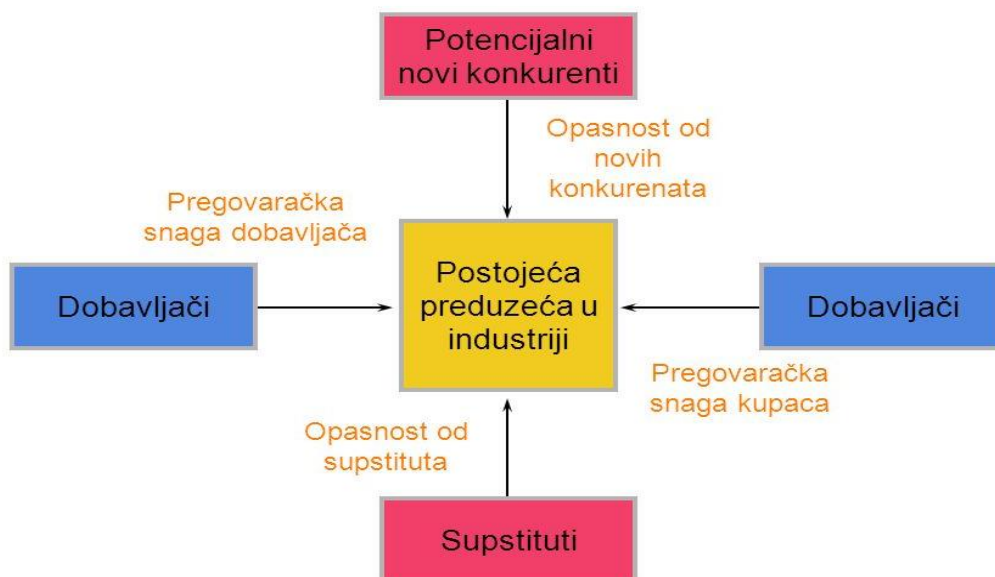 Potencijalni
novi konkurenti
Opasnost od
novih
konkurenata
Pregovaračka
snaga dobavljača
Dobavljači
Postojeća
preduzeća u
industriji
Dobavljači
Pregovaračka
snaga kupaca
Opasnost od
supstituta
Supstituti